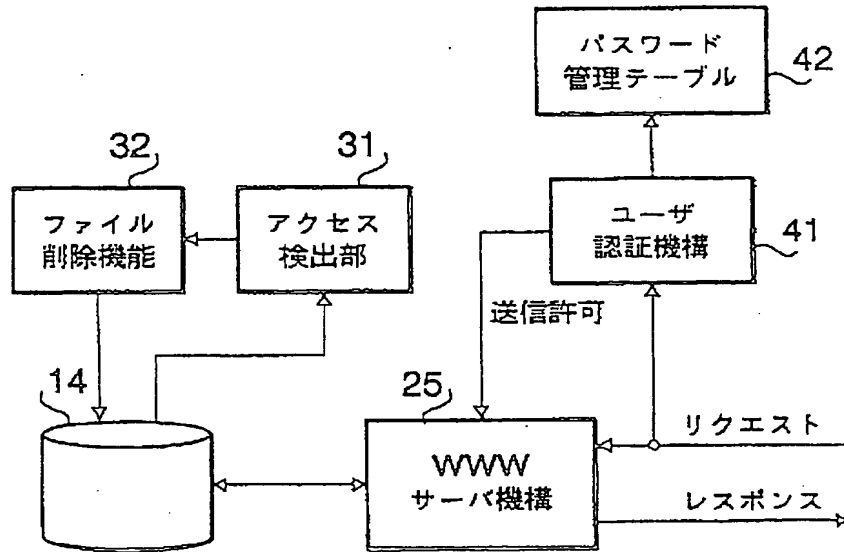 パスワード
管理テーブル
42
32
31
ファイル
削除機能
アクセス
検出部
ユーザ
認証機構
41
送信許可
14
25
WWW
サーバ機構
リクエスト
レスポンス